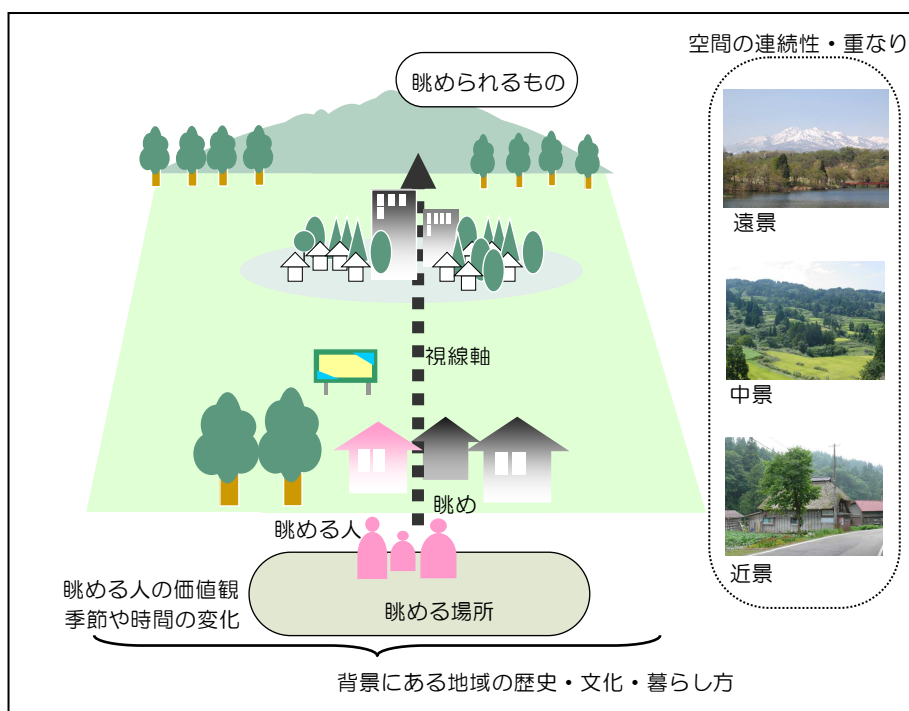 空間の連続性・重なり
眺められるもの
遠景
視線軸
中景
眺め
眺める人
近景
眺める人の価値観
季節や時間の変化
眺める場所
背景にある地域の歴史・文化・暮らし方